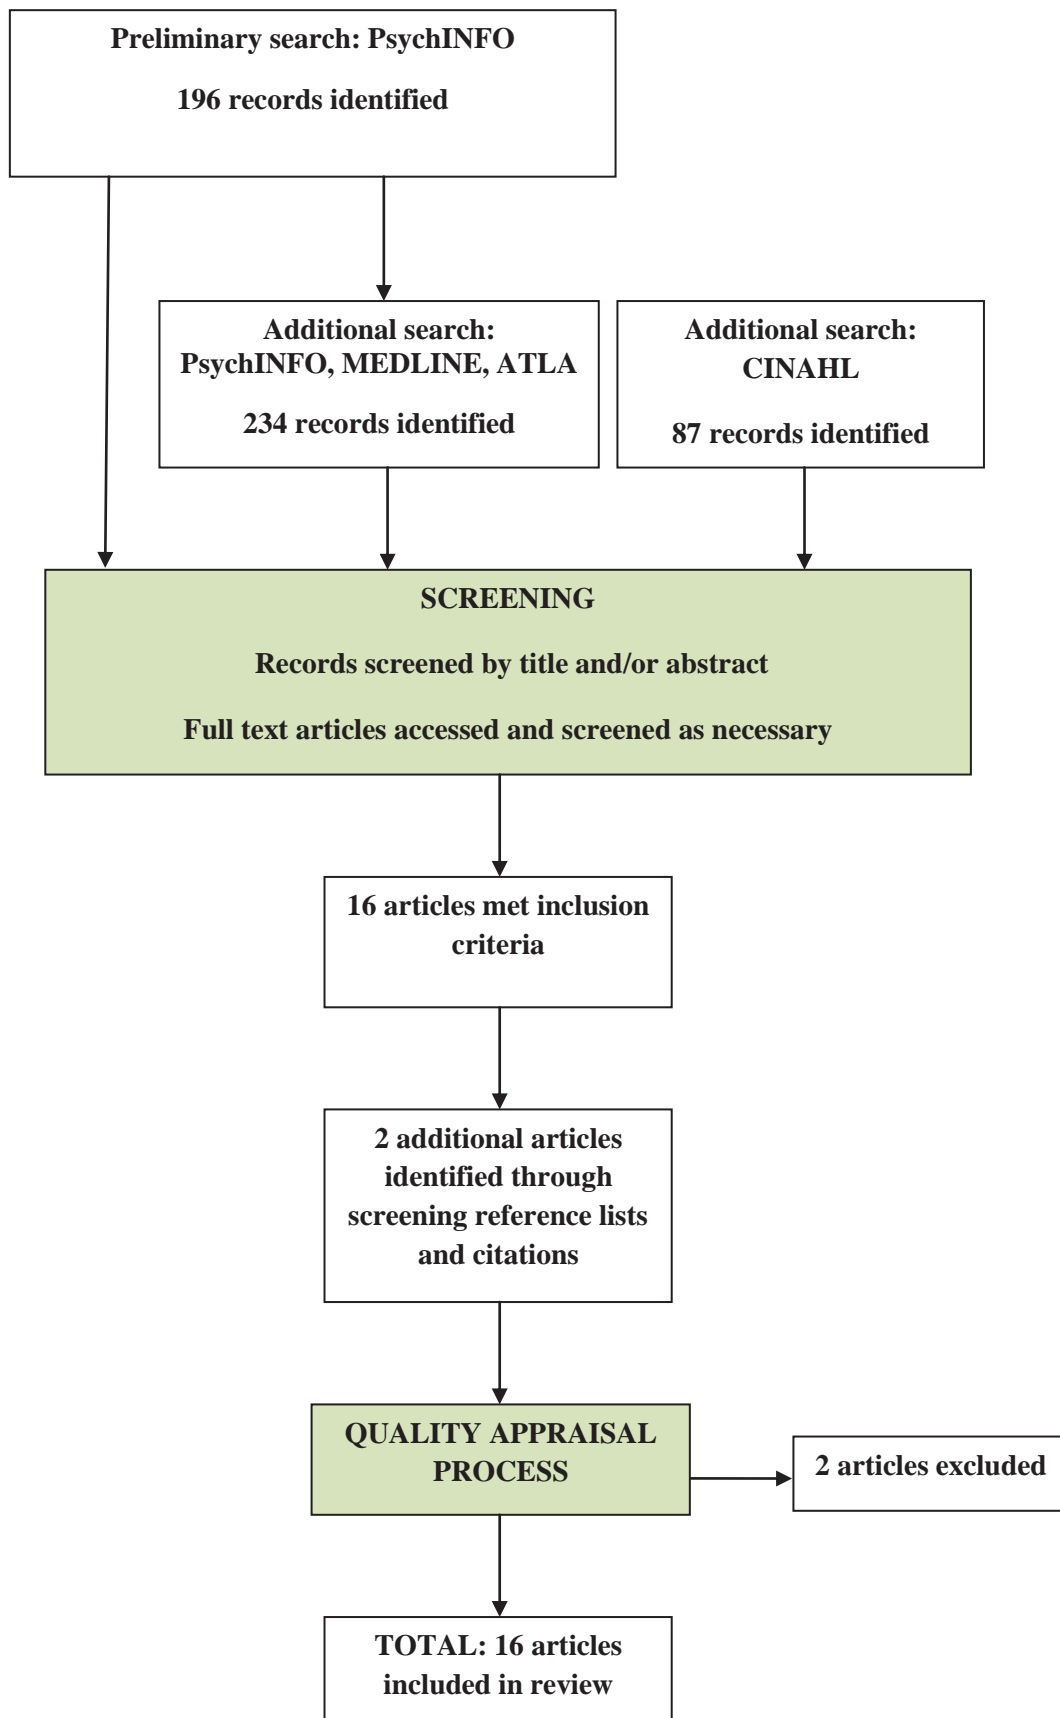 Preliminary search: PsychINFO
196 records identified
Additional search:
PsychINFO, MEDLINE, ATLA
234 records identified
Additional search:
CINAHL
87 records identified
SCREENING
Records screened by title and/or abstract
Full text articles accessed and screened as necessary
16 articles met inclusion
criteria
2 additional articles
identified through
screening reference lists
and citations
QUALITY APPRAISAL
PROCESS
2 articles excluded
TOTAL: 16 articles
included in review